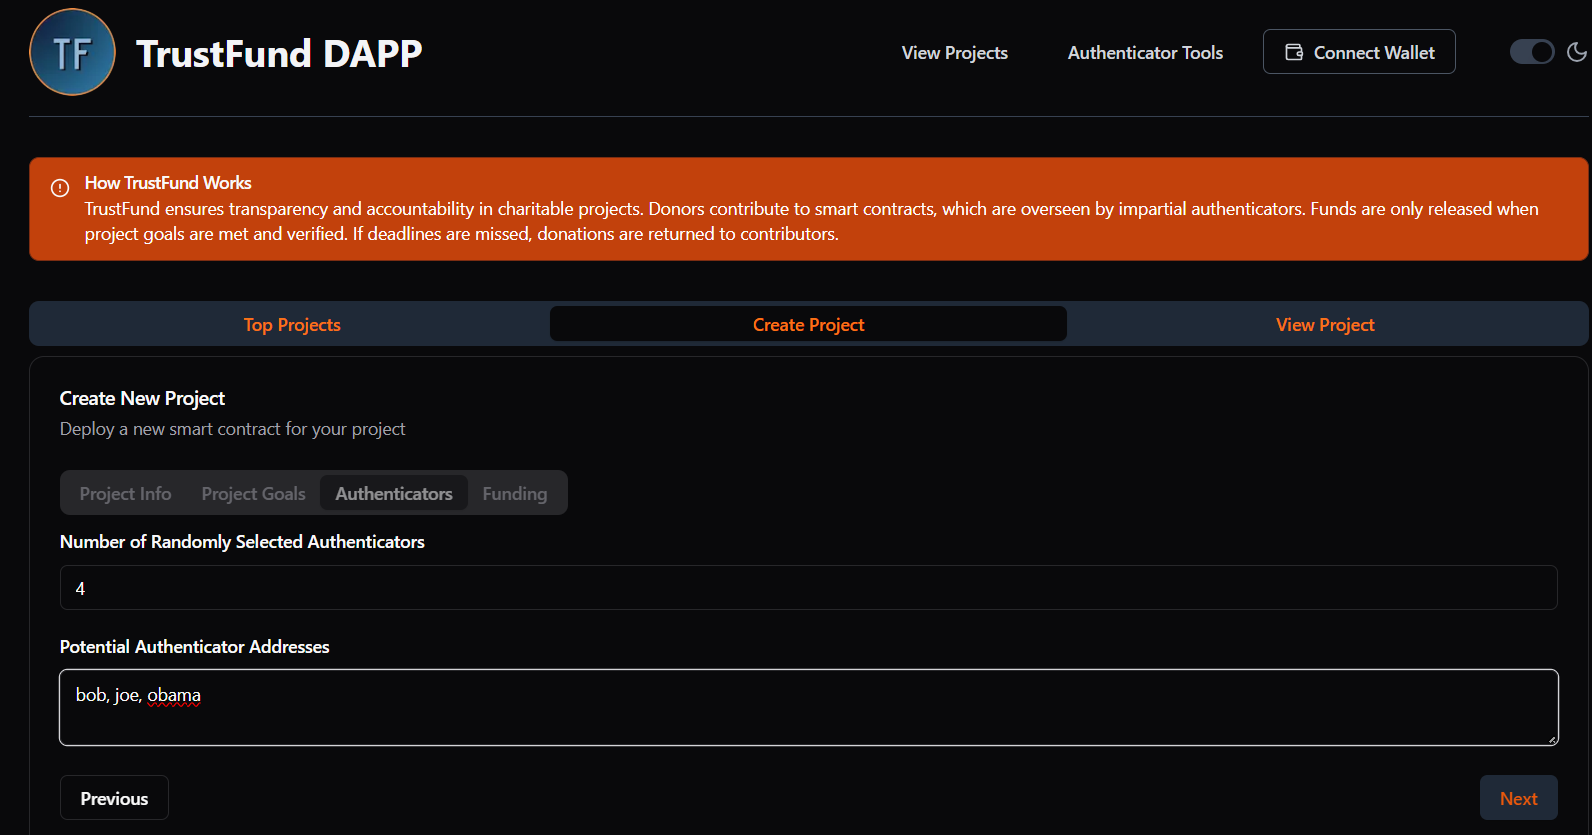 TF
TrustFund DAPP
View Projects
Authenticator Tools
Connect Wallet
How TrustFund Works
TrustFund ensures transparency and accountability in charitable projects. Donors contribute to smart contracts, which are overseen by impartial authenticators. Funds are only released when
project goals are met and verified. If deadlines are missed, donations are returned to contributors.
Top Projects
Create Project
View Project
Create New Project
Deploy a new smart contract for your project
Project Info
Project Goals
Authenticators
Funding
Number of Randomly Selected Authenticators
4
Potential Authenticator Addresses
bob, joe, obama
Previous
Next